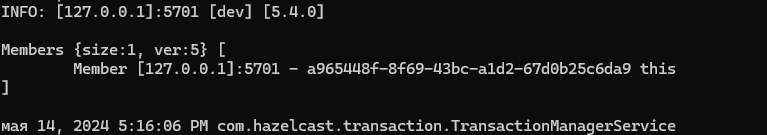 INFO: [127.0.0.1]:5701 [dev] [5.4.0]
Members {size:1, ver:5} [
Member [127.0.0.1]:5701 - a965448f-8f69-43bc-a1d2-67d0b25c6da9 this
]
мая 14, 2024 5:16:06 PM com.hazelcast.transaction.TransactionManagerService